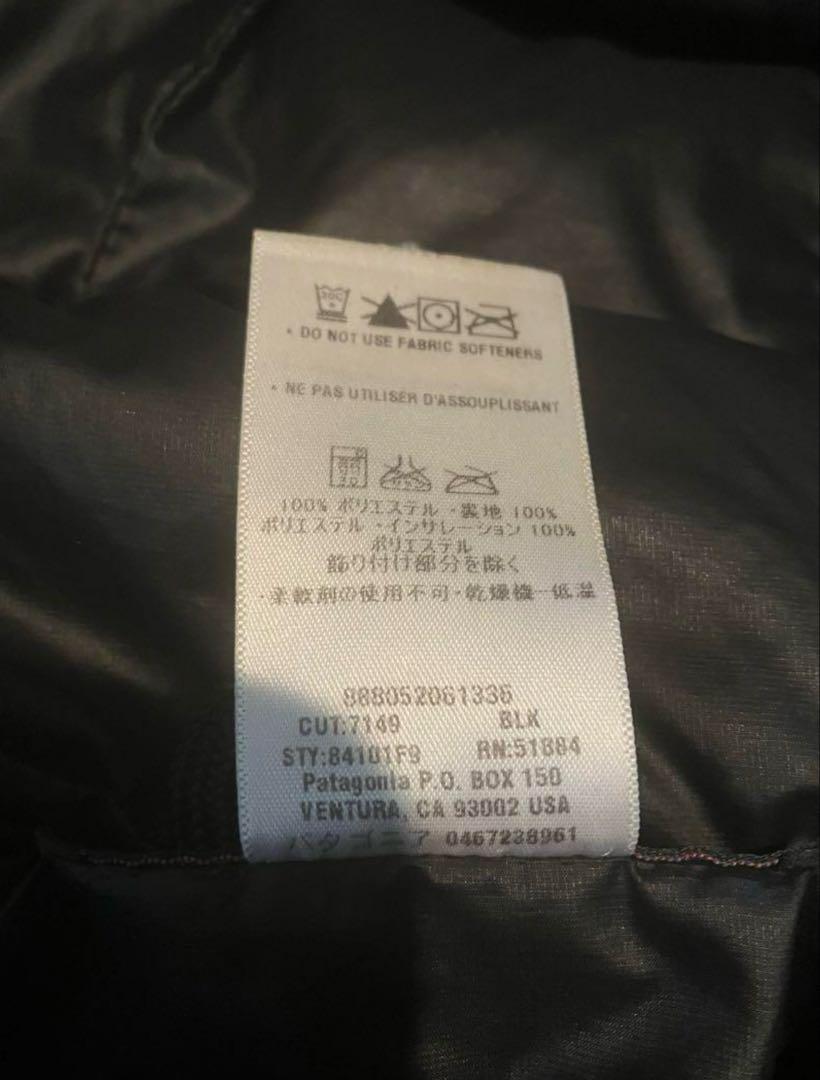 30C
• DO NOT USE FABRIC SOFTENERS
• NE PAS UTILISER D'ASSOUPLISSANT
100% ポリエステル ・裏地 100%
ポリエステル ・インサレーション 100%
ポリエステル
飾り付け部分を除く
・柔軟剤の使用不可・乾燥機一低温
888052061336
CUT:7149 BLK
STY:84101F9 RN:51884
Patagonia P.O. BOX 150
VENTURA, CA 93002 USA
パタゴニア 0467238961